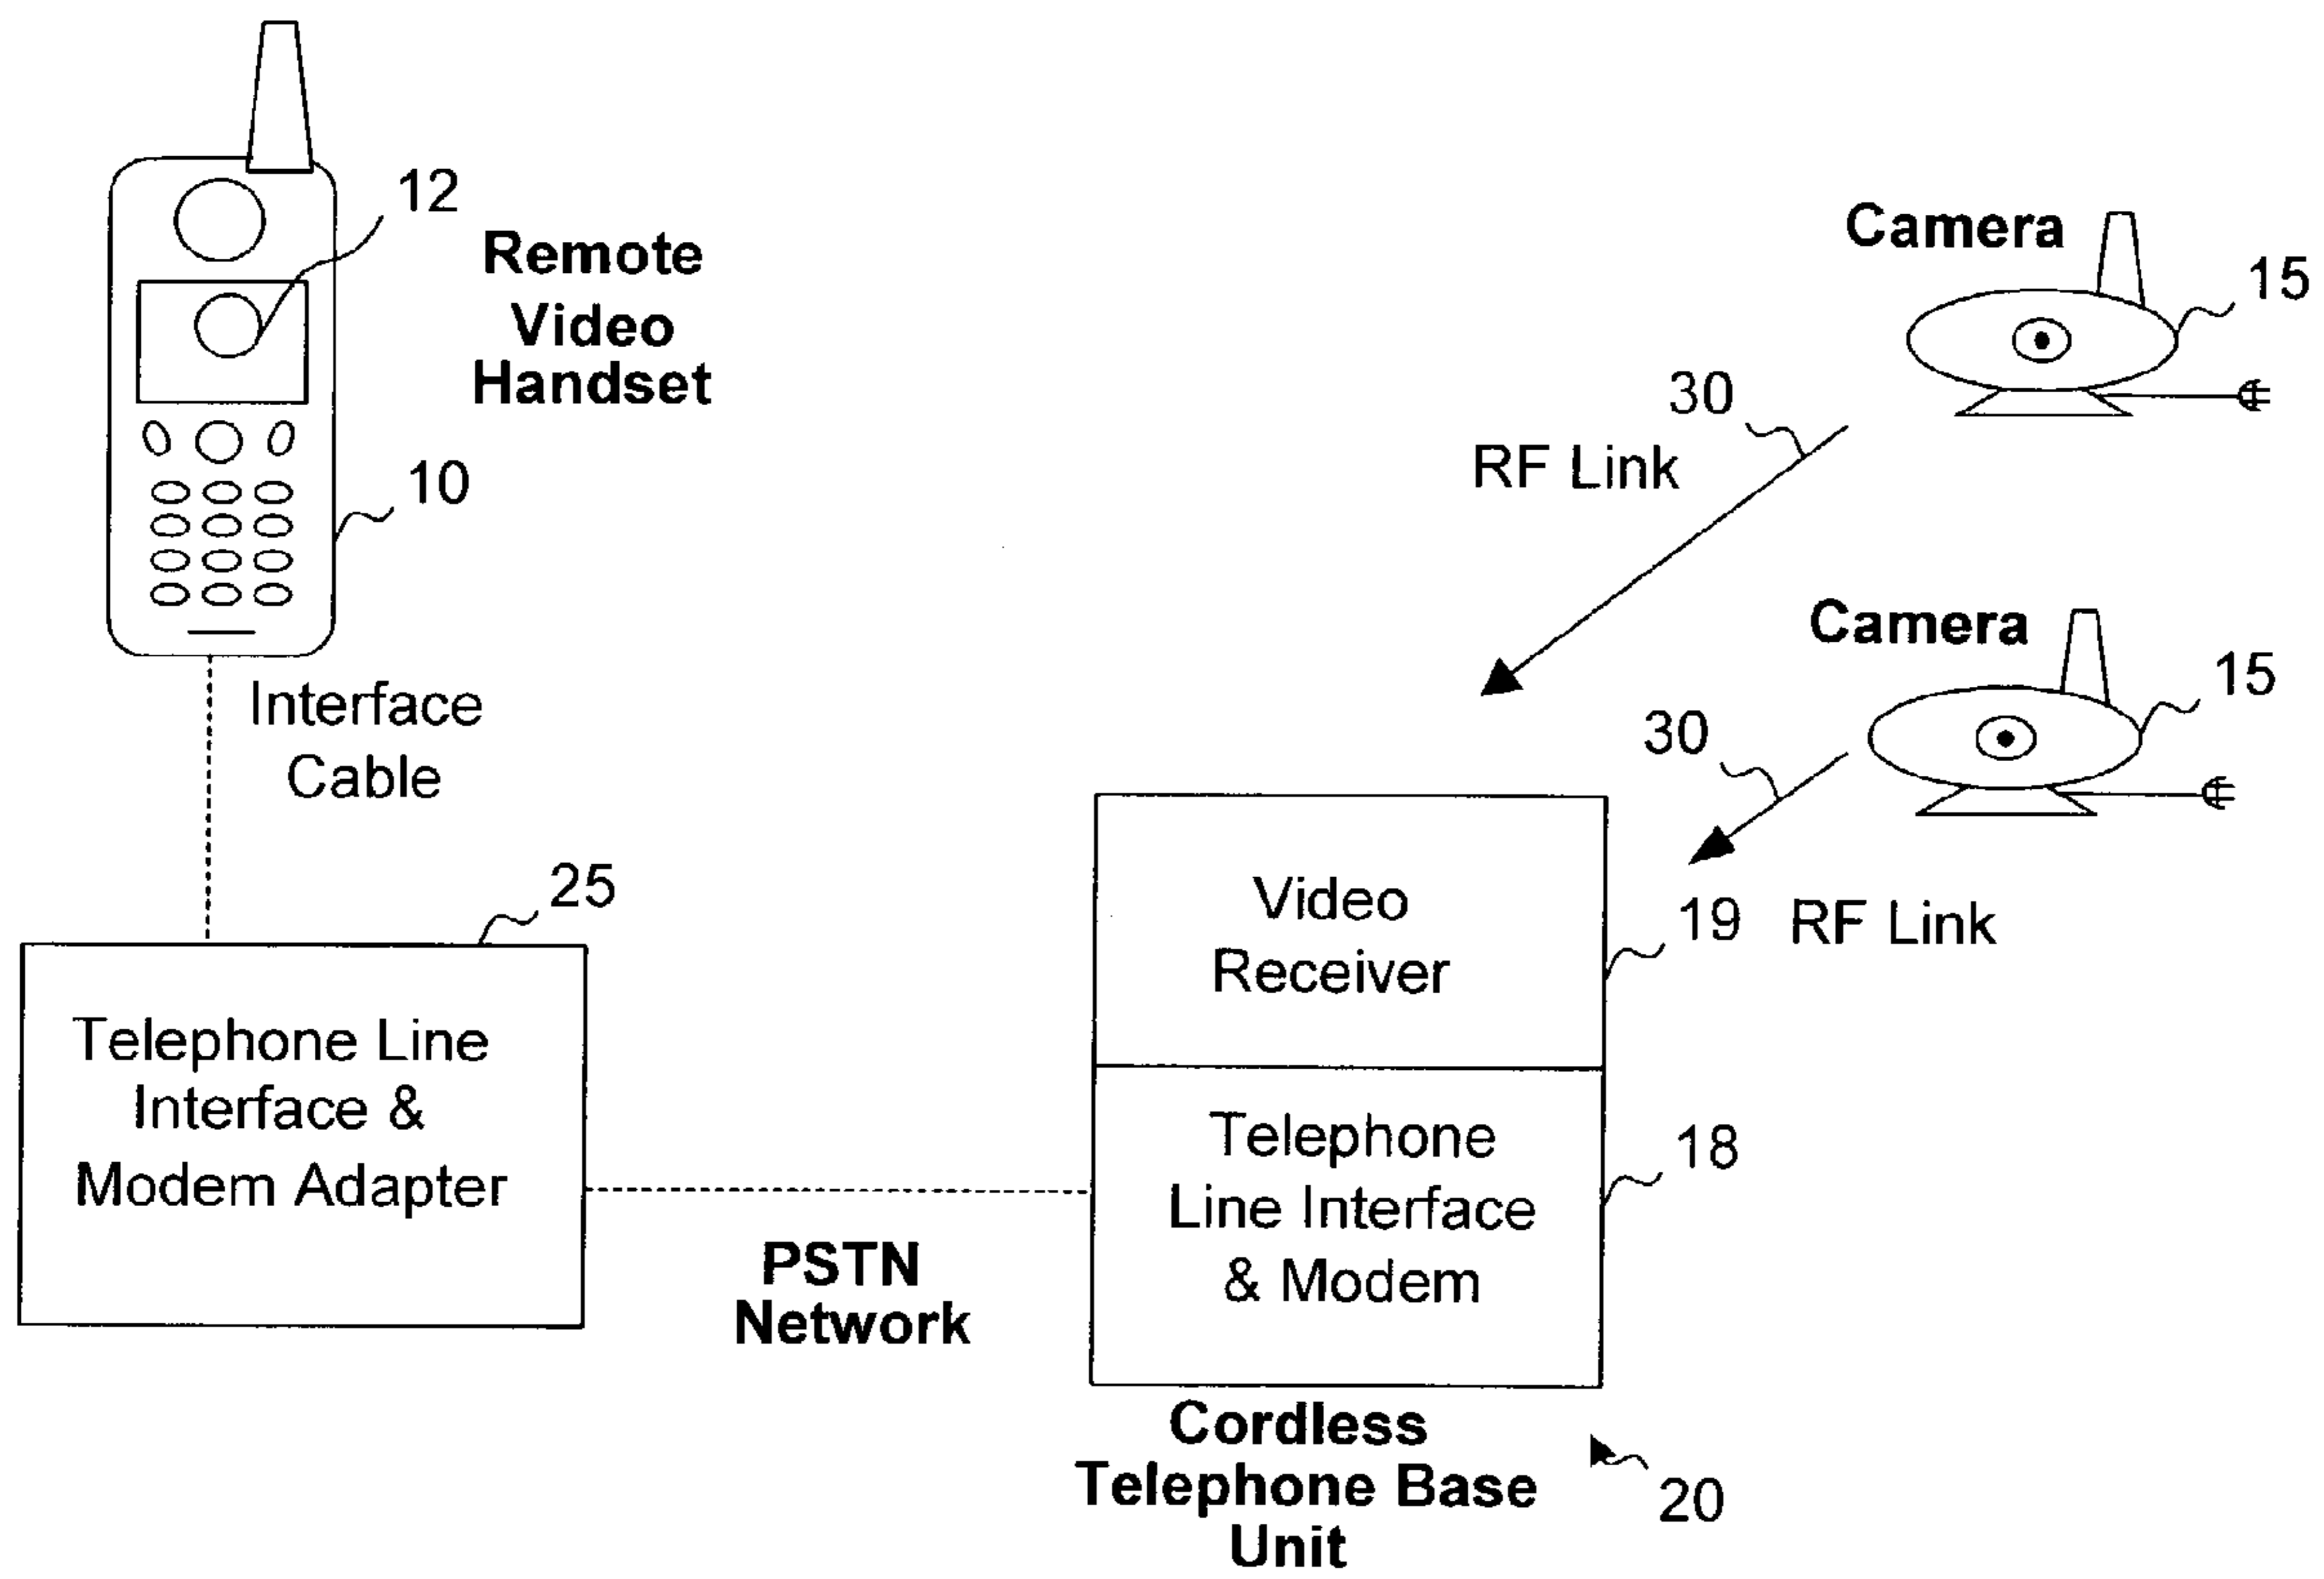 12
Remote
Video
Handset
10
Interface
Cable
25
Telephone Line
Interface &
Modem Adapter
PSTN
Network
Camera
15
30
RF Link
Camera
15
30
RF Link
Video
Receiver
19
Telephone
Line Interface
& Modem
18
Cordless
Telephone Base
Unit
20